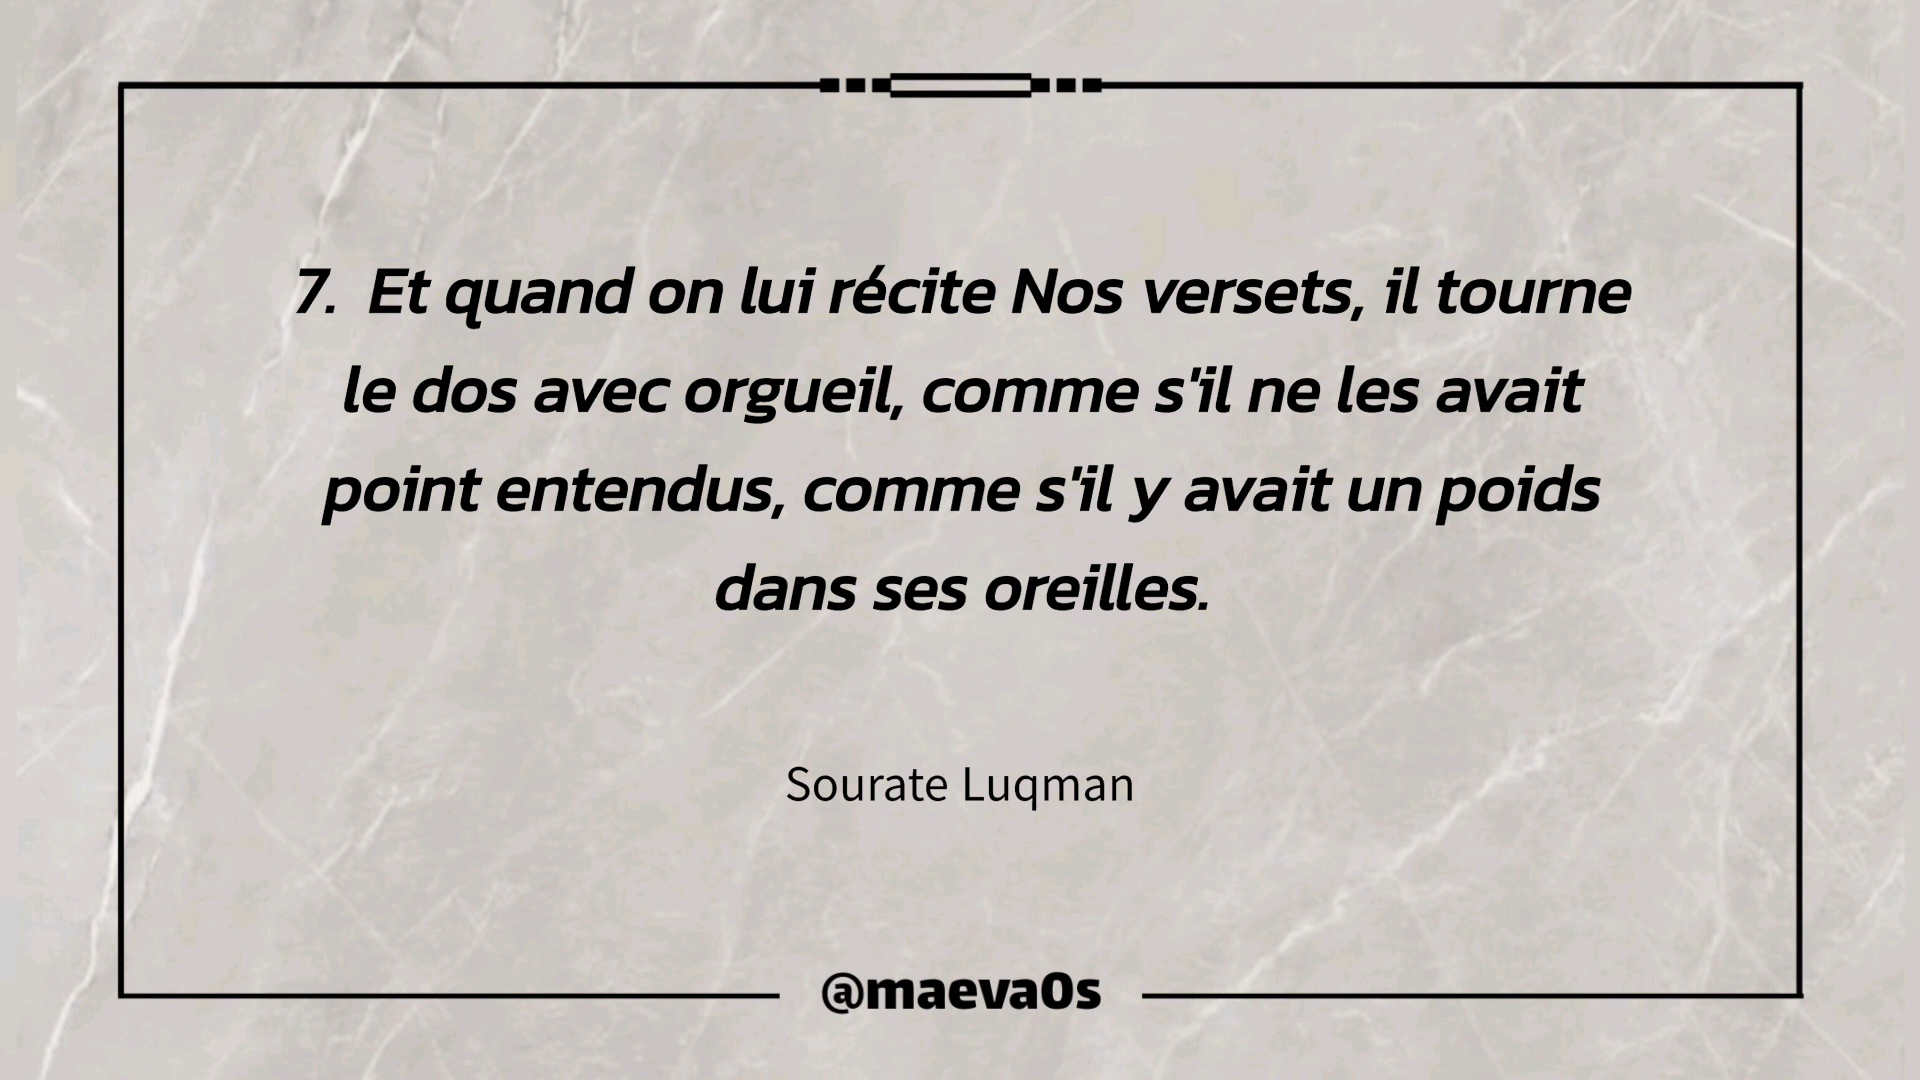 7.  Et quand on lui récite Nos versets, il tourne
le dos avec orgueil, comme s'il ne les avait
point entendus, comme s'il y avait un poids
dans ses oreilles.
Sourate Luqman
@maeva0s